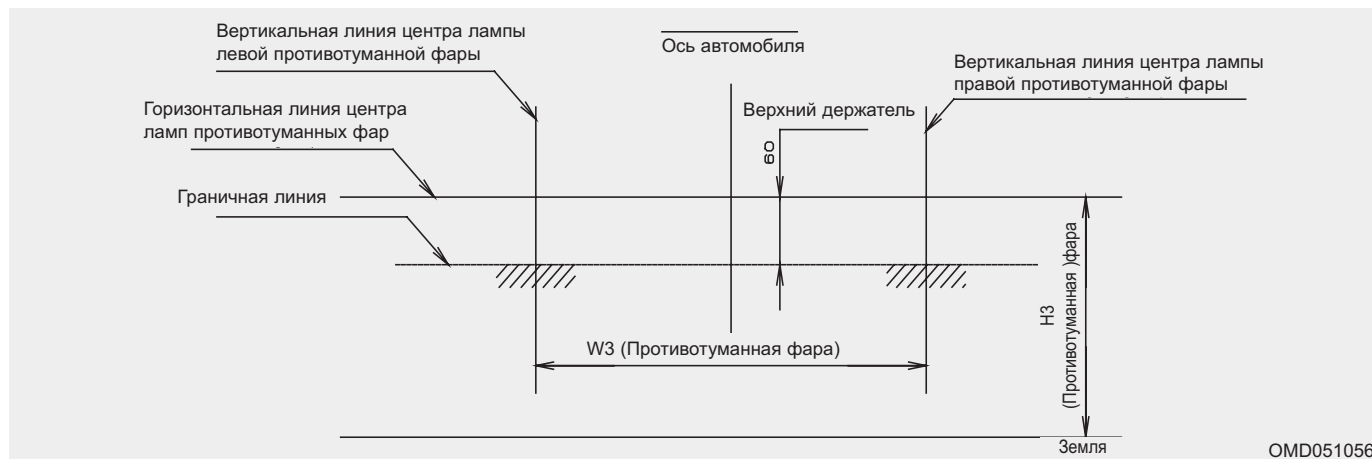 Вертикальная линия центра лампы
левой противотуманной фары
Ось автомобиля
Вертикальная линия центра лампы
правой противотуманной фары
Горизонтальная линия центра
ламп противотуманных фар
Верхний держатель
60
Граничная линия
H3
(Противотуманная )фара
W3 (Противотуманная фара)
Земля
OMD051056